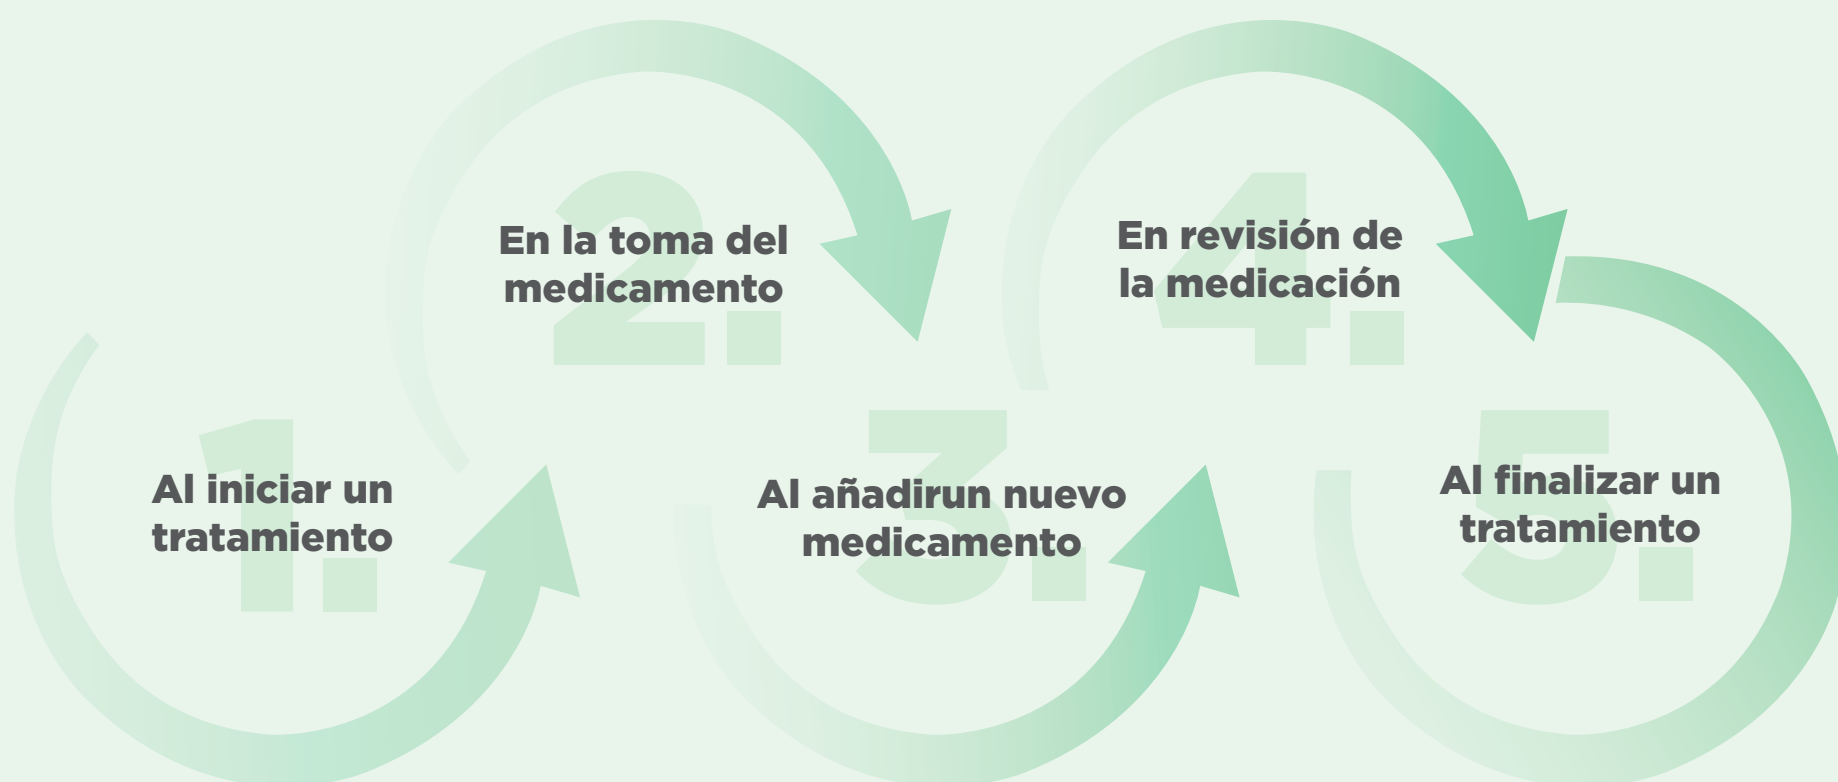 1.
Al iniciar un
tratamiento
2.
En la toma del
medicamento
3.
Al añadirun nuevo
medicamento
4.
En revisión de
la medicación
5.
Al finalizar un
tratamiento